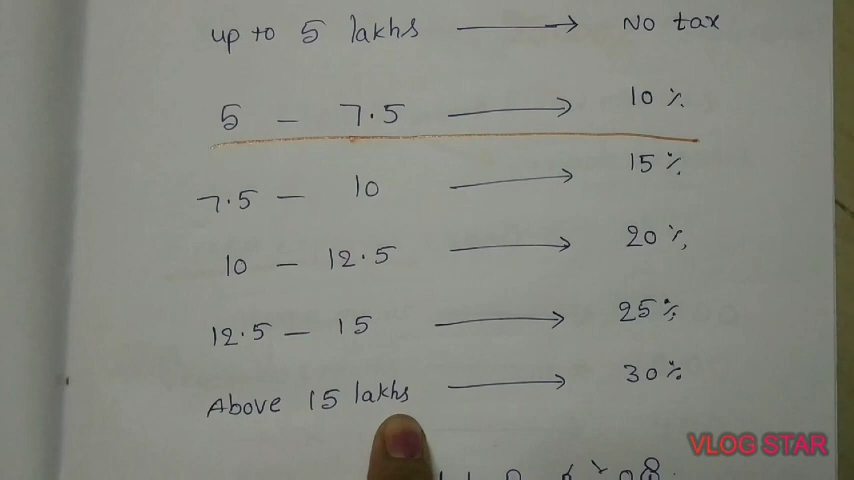 up to 5 lakhs → No tax
5 – 7.5 → 10 %
7.5 – 10 → 15 %
10 – 12.5 → 20 %
12.5 – 15 → 25 %
Above 15 lakhs → 30 %
VLOG STAR